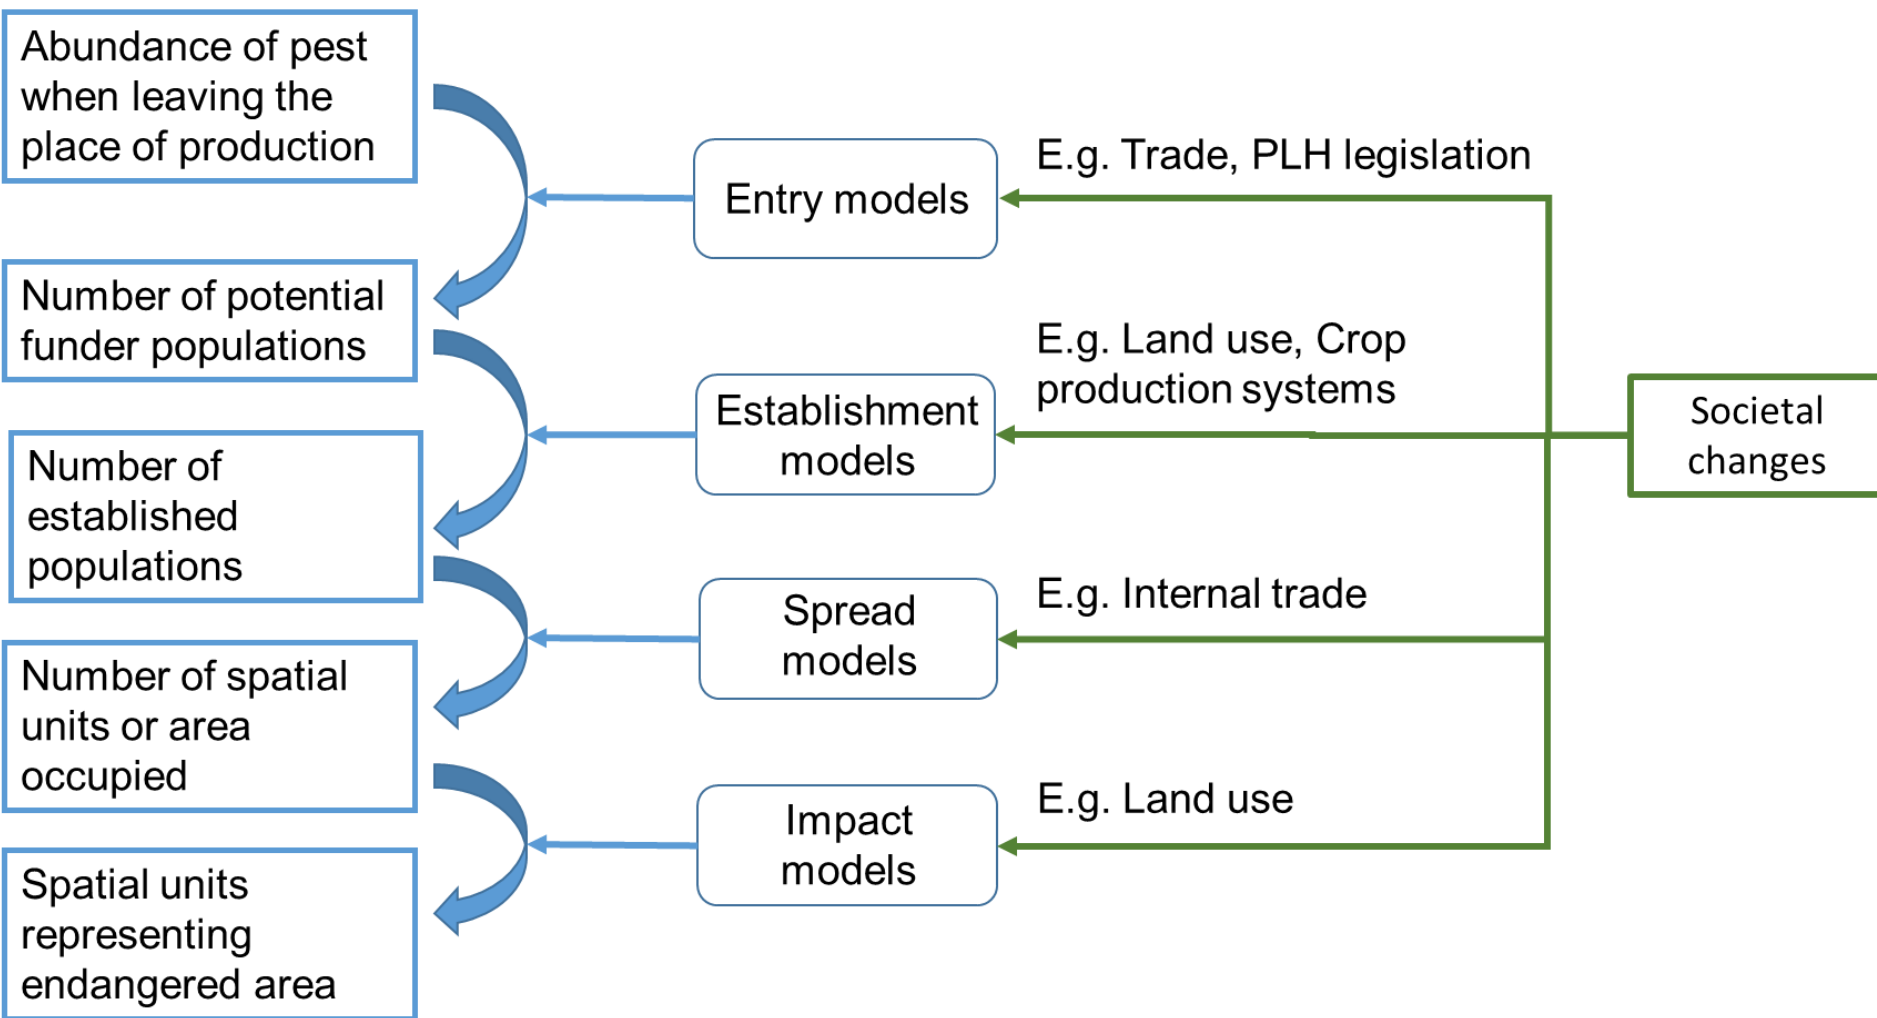 Abundance of pest
when leaving the
place of production
Number of potential
funder populations
Number of
established
populations
Number of spatial
units or area
occupied
Spatial units
representing
endangered area
Entry models
Establishment
models
Spread
models
Impact
models
E.g. Trade, PLH legislation
E.g. Land use, Crop
production systems
E.g. Internal trade
E.g. Land use
Societal
changes